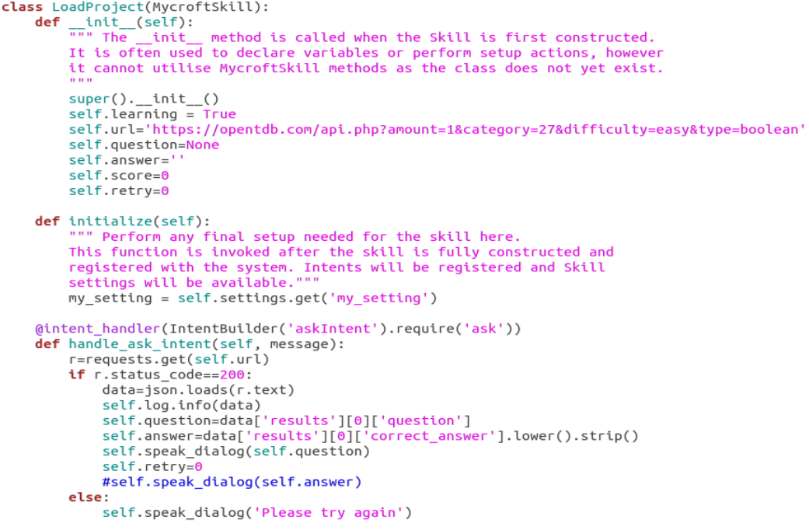 class LoadProject(MycroftSkill):
    def __init__(self):
        """ The __init__ method is called when the Skill is first constructed.
        It is often used to declare variables or perform setup actions, however
        it cannot utilise MycroftSkill methods as the class does not yet exist.
        """
        super().__init__()
        self.learning = True
        self.url='https://opentdb.com/api.php?amount=1&category=27&difficulty=easy&type=boolean'
        self.question=None
        self.answer=''
        self.score=0
        self.retry=0

    def initialize(self):
        """ Perform any final setup needed for the skill here.
        This function is invoked after the skill is fully constructed and
        registered with the system. Intents will be registered and Skill
        settings will be available."""
        my_setting = self.settings.get('my_setting')

    @intent_handler(IntentBuilder('askIntent').require('ask'))
    def handle_ask_intent(self, message):
        r=requests.get(self.url)
        if r.status_code==200:
            data=json.loads(r.text)
            self.log.info(data)
            self.question=data['results'][0]['question']
            self.answer=data['results'][0]['correct_answer'].lower().strip()
            self.speak_dialog(self.question)
            self.retry=0
            #self.speak_dialog(self.answer)
        else:
            self.speak_dialog('Please try again')